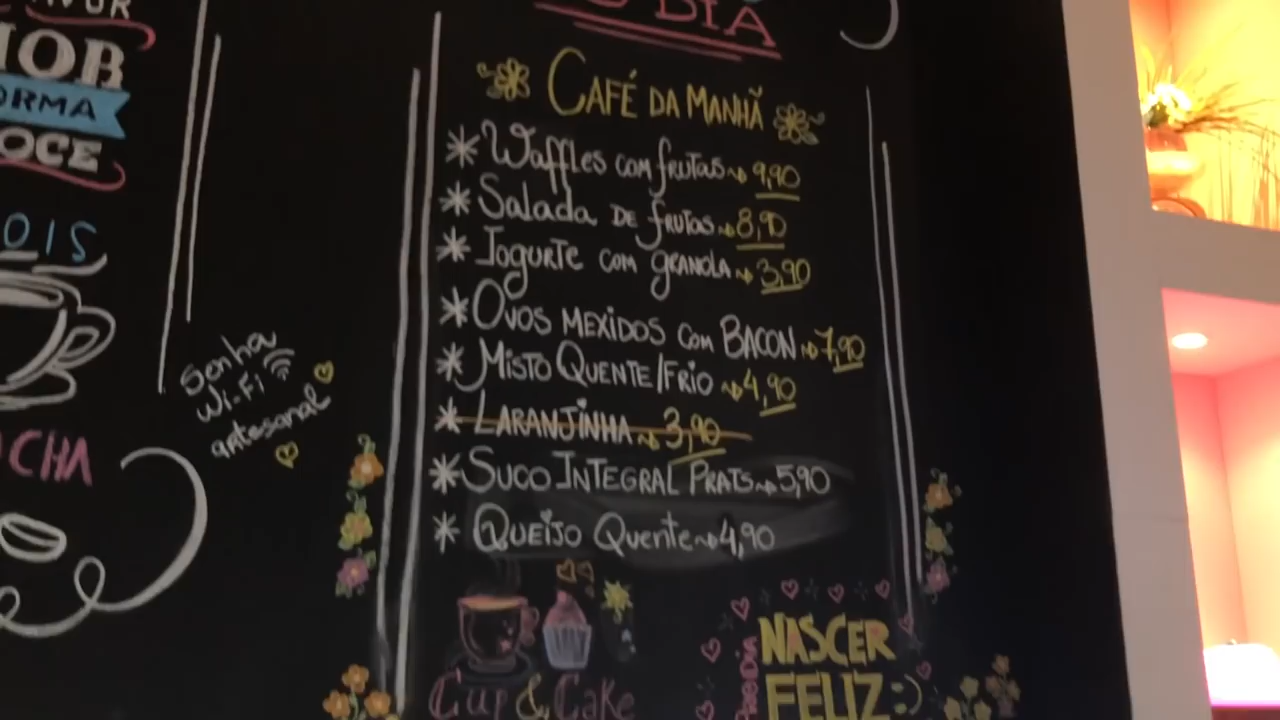 HOB
ORMA
OCE
OIS
CHA
Senha
Wi-Fi
artesanal
DIA
CAFÉ DA MANHÃ
* Waffles com frutas 9,90
* Salada de frutas 8,90
* Iogurte com granola 3,90
* Ovos mexidos com Bacon 7,90
* Misto Quente/Frio 4,90
* Laranjinha 3,90
* Suco Integral Prats 5,90
* Queijo Quente 4,90
Cup & Cake
NASCER
FELIZ :)